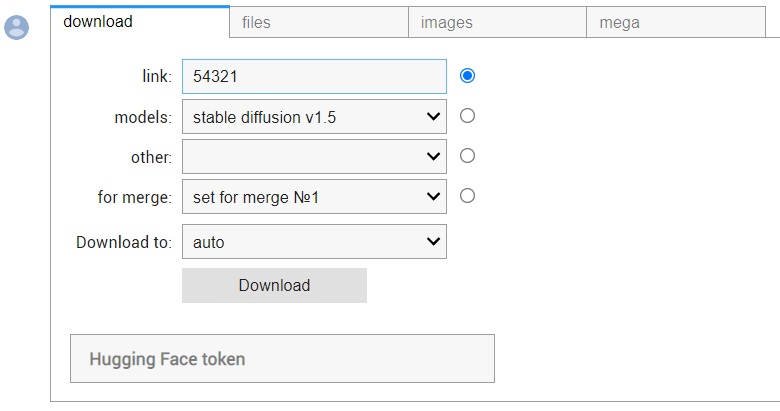 download files images mega
link: 54321
models: stable diffusion v1.5
other:
for merge: set for merge №1
Download to: auto
Download
Hugging Face token